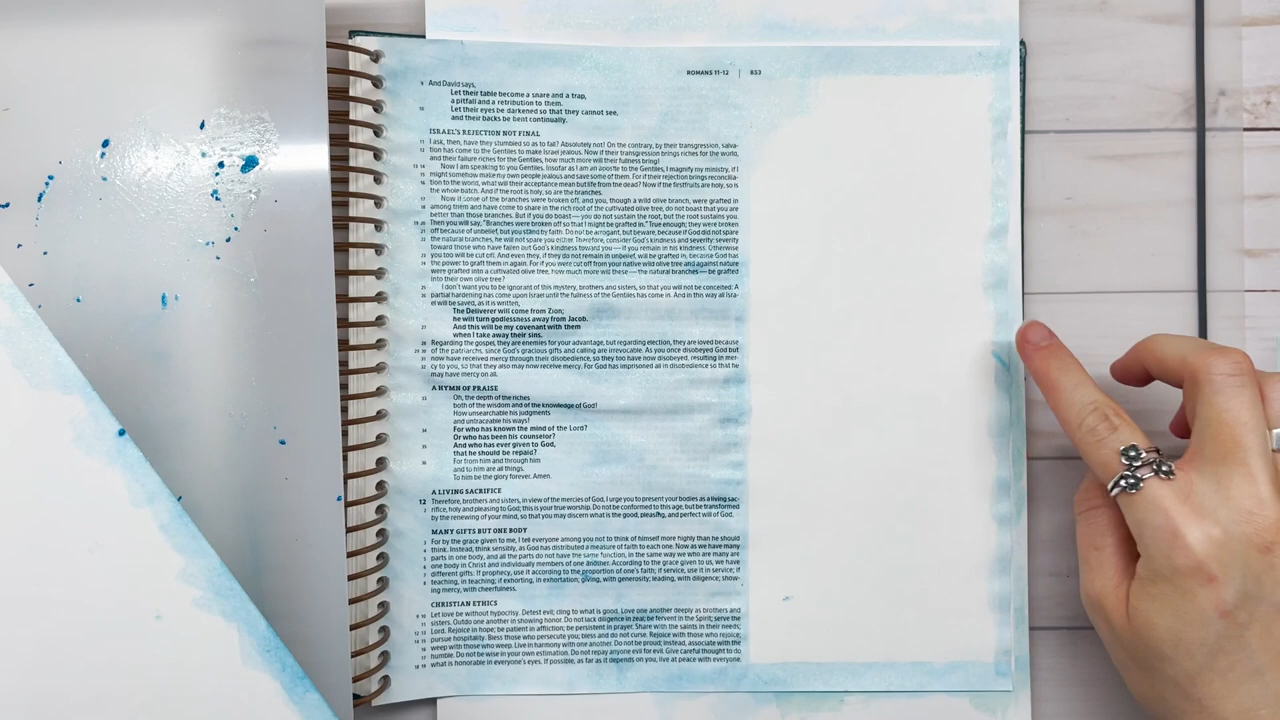 ROMANS 11-12 | 853
9 And David says,
Let their table become a snare and a trap,
a pitfall and a retribution to them.
10 Let their eyes be darkened so that they cannot see,
and their backs be bent continually.
ISRAEL'S REJECTION NOT FINAL
11 I ask, then, have they stumbled so as to fall? Absolutely not! On the contrary, by their transgression, salva-
12 tion has come to the Gentiles to make Israel jealous. Now if their transgression brings riches for the world,
and their failure riches for the Gentiles, how much more will their fullness bring!
13 14 Now I am speaking to you Gentiles. Insofar as I am an apostle to the Gentiles, I magnify my ministry, if I
15 might somehow make my own people jealous and save some of them. For if their rejection brings reconcilia-
16 tion to the world, what will their acceptance mean but life from the dead? Now if the firstfruits are holy, so is
the whole batch. And if the root is holy, so are the branches.
17 Now if some of the branches were broken off, and you, though a wild olive branch, were grafted in
18 among them and have come to share in the rich root of the cultivated olive tree, do not boast that you are
better than those branches. But if you do boast — you do not sustain the root, but the root sustains you.
19 20 Then you will say, "Branches were broken off so that I might be grafted in." True enough; they were broken
21 off because of unbelief, but you stand by faith. Do not be arrogant, but beware, because if God did not spare
22 the natural branches, he will not spare you either. Therefore, consider God's kindness and severity: severity
toward those who have fallen but God's kindness toward you — if you remain in his kindness. Otherwise
23 you too will be cut off. And even they, if they do not remain in unbelief, will be grafted in, because God has
24 the power to graft them in again. For if you were cut off from your native wild olive tree and against nature
were grafted into a cultivated olive tree, how much more will these — the natural branches — be grafted
into their own olive tree?
25 I don't want you to be ignorant of this mystery, brothers and sisters, so that you will not be conceited: A
26 partial hardening has come upon Israel until the fullness of the Gentiles has come in. And in this way all Isra-
el will be saved, as it is written,
The Deliverer will come from Zion;
he will turn godlessness away from Jacob.
27 And this will be my covenant with them
when I take away their sins.
28 Regarding the gospel, they are enemies for your advantage, but regarding election, they are loved because
29 30 of the patriarchs, since God's gracious gifts and calling are irrevocable. As you once disobeyed God but
31 now have received mercy through their disobedience, so they too have now disobeyed, resulting in mer-
32 cy to you, so that they also may now receive mercy. For God has imprisoned all in disobedience so that he
may have mercy on all.
A HYMN OF PRAISE
33 Oh, the depth of the riches
both of the wisdom and of the knowledge of God!
How unsearchable his judgments
and untraceable his ways!
34 For who has known the mind of the Lord?
Or who has been his counselor?
35 And who has ever given to God,
that he should be repaid?
36 For from him and through him
and to him are all things.
To him be the glory forever. Amen.
A LIVING SACRIFICE
12 Therefore, brothers and sisters, in view of the mercies of God, I urge you to present your bodies as a living sac-
2 rifice, holy and pleasing to God; this is your true worship. Do not be conformed to this age, but be transformed
by the renewing of your mind, so that you may discern what is the good, pleasing, and perfect will of God.
MANY GIFTS BUT ONE BODY
3 For by the grace given to me, I tell everyone among you not to think of himself more highly than he should
4 think. Instead, think sensibly, as God has distributed a measure of faith to each one. Now as we have many
5 parts in one body, and all the parts do not have the same function, in the same way we who are many are
6 one body in Christ and individually members of one another. According to the grace given to us, we have
7 different gifts: If prophecy, use it according to the proportion of one's faith; if service, use it in service; if
8 teaching, in teaching; if exhorting, in exhortation; giving, with generosity; leading, with diligence; show-
ing mercy, with cheerfulness.
CHRISTIAN ETHICS
9 10 Let love be without hypocrisy. Detest evil; cling to what is good. Love one another deeply as brothers and
11 sisters. Outdo one another in showing honor. Do not lack diligence in zeal; be fervent in the Spirit; serve the
12 13 Lord. Rejoice in hope; be patient in affliction; be persistent in prayer. Share with the saints in their needs;
14 15 pursue hospitality. Bless those who persecute you; bless and do not curse. Rejoice with those who rejoice;
16 weep with those who weep. Live in harmony with one another. Do not be proud; instead, associate with the
17 humble. Do not be wise in your own estimation. Do not repay anyone evil for evil. Give careful thought to do
18 19 what is honorable in everyone's eyes. If possible, as far as it depends on you, live at peace with everyone.